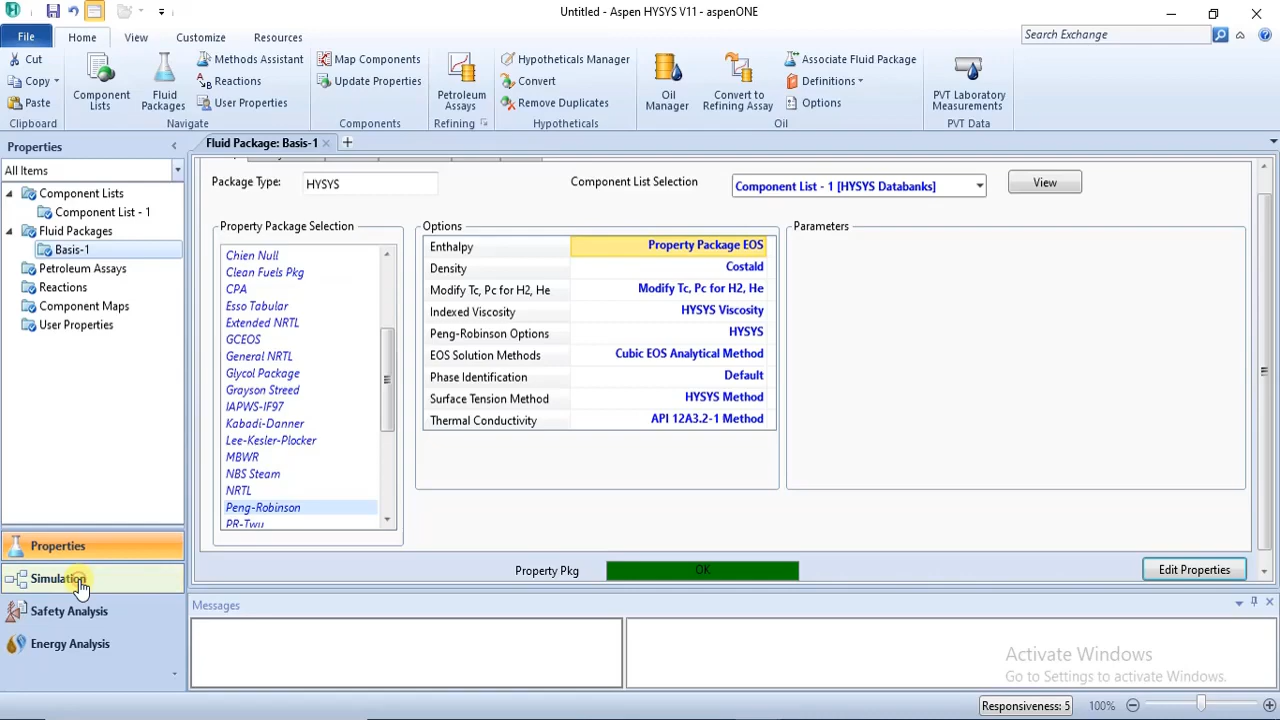 Untitled - Aspen HYSYS V11 - aspenONE
File Home View Customize Resources
Search Exchange
Cut
Copy
Paste
Clipboard
Component Lists
Fluid Packages
Methods Assistant
Reactions
User Properties
Navigate
Map Components
Update Properties
Components
Petroleum Assays
Refining
Hypotheticals Manager
Convert
Remove Duplicates
Hypotheticals
Oil Manager
Convert to Refining Assay
Associate Fluid Package
Definitions
Options
Oil
PVT Laboratory Measurements
PVT Data
Properties
All Items
Component Lists
Component List - 1
Fluid Packages
Basis-1
Petroleum Assays
Reactions
Component Maps
User Properties
Properties
Simulation
Safety Analysis
Energy Analysis
Fluid Package: Basis-1
Package Type: HYSYS
Component List Selection Component List - 1 [HYSYS Databanks] View
Property Package Selection
Chien Null
Clean Fuels Pkg
CPA
Esso Tabular
Extended NRTL
GCEOS
General NRTL
Glycol Package
Grayson Streed
IAPWS-IF97
Kabadi-Danner
Lee-Kesler-Plocker
MBWR
NBS Steam
NRTL
Peng-Robinson
PR-Twu
Options
Enthalpy Property Package EOS
Density Costald
Modify Tc, Pc for H2, He Modify Tc, Pc for H2, He
Indexed Viscosity HYSYS Viscosity
Peng-Robinson Options HYSYS
EOS Solution Methods Cubic EOS Analytical Method
Phase Identification Default
Surface Tension Method HYSYS Method
Thermal Conductivity API 12A3.2-1 Method
Parameters
Property Pkg OK Edit Properties
Messages
Activate Windows
Go to Settings to activate Windows.
Responsiveness: 5 100%